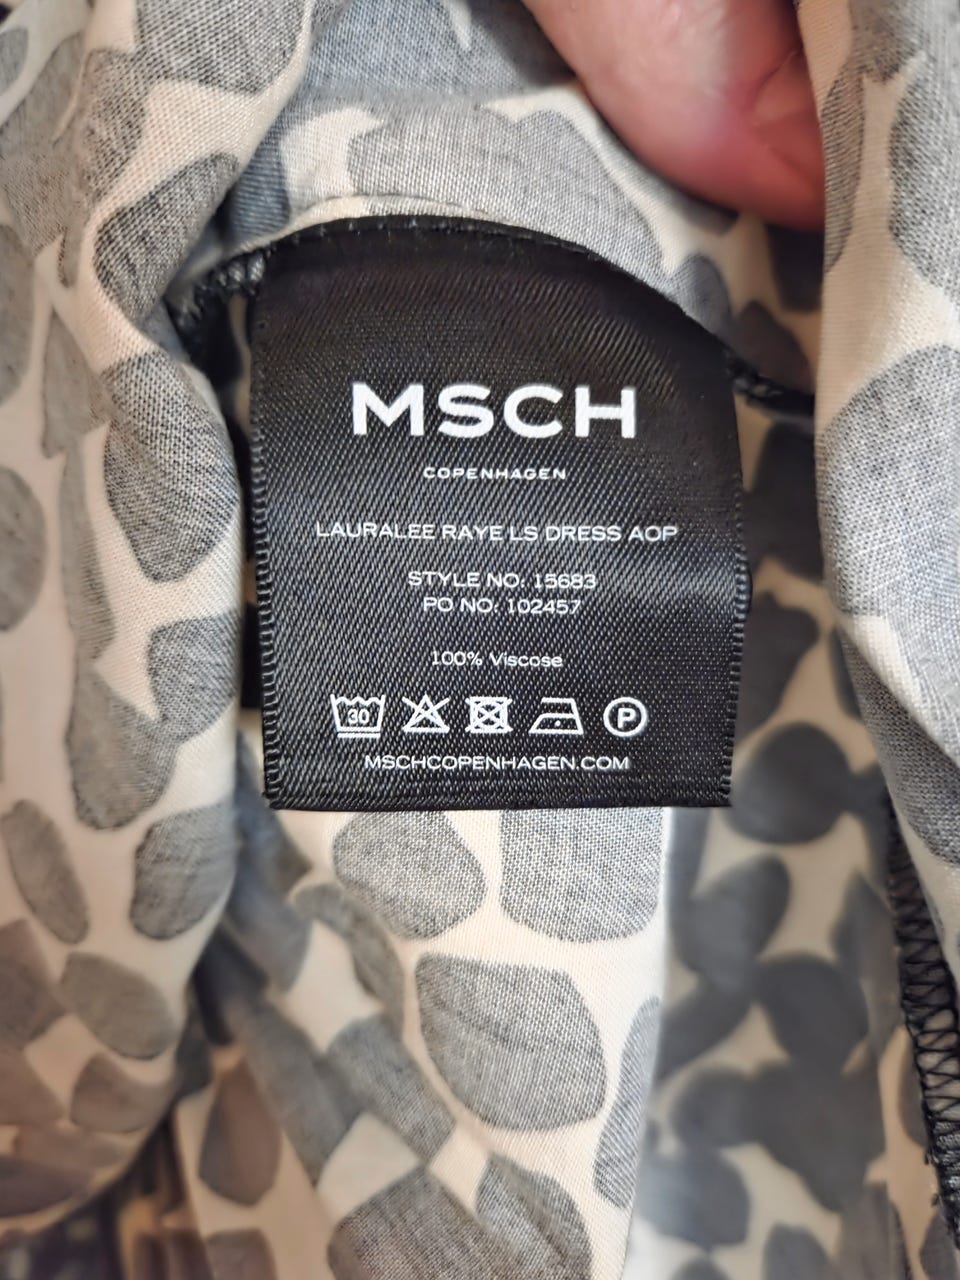 MSCH
COPENHAGEN
LAURALEE RAYE LS DRESS AOP
STYLE NO: 15683
PO NO: 102457
100% Viscose
30 P
MSCHCOPENHAGEN.COM